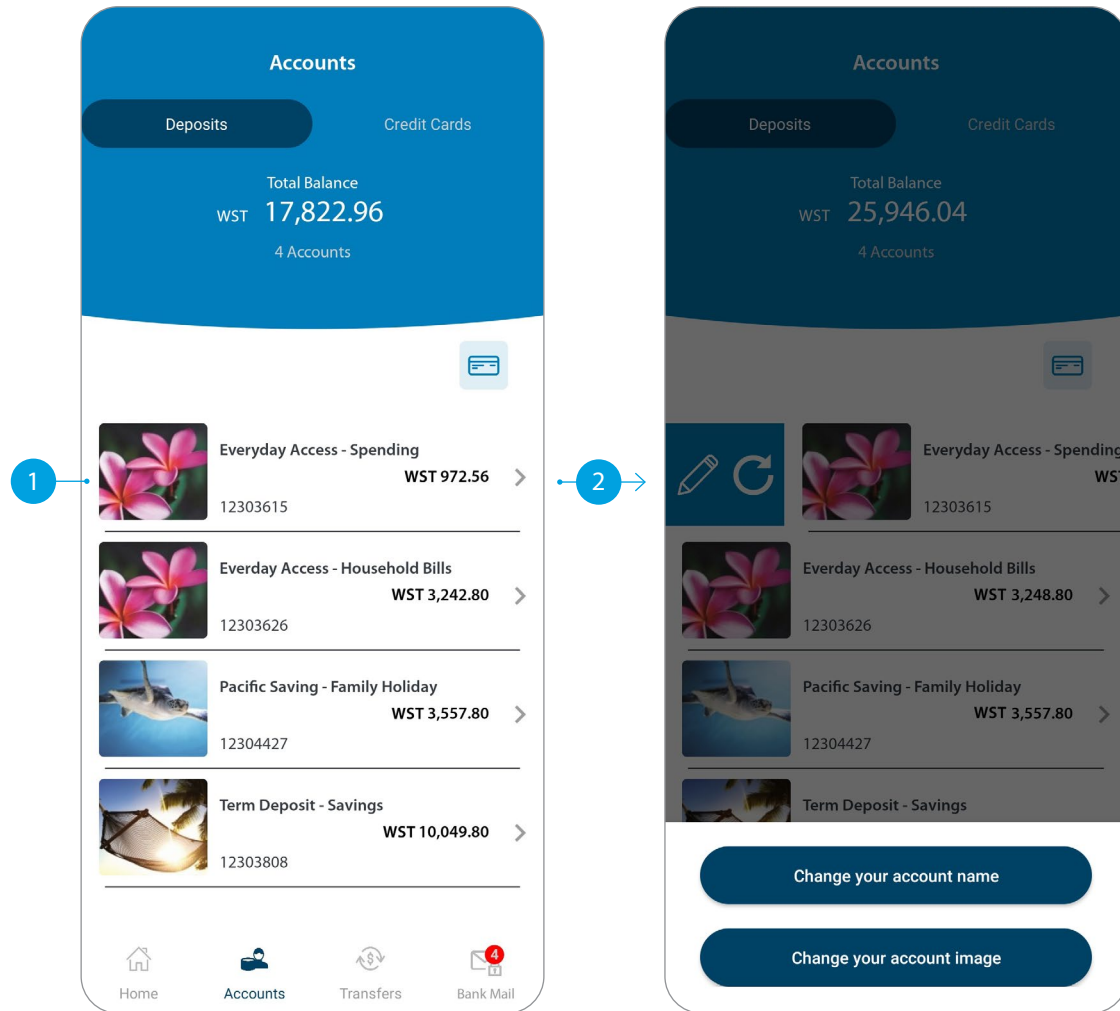 Accounts
Deposits
Credit Cards
Total Balance
WST 17,822.96
4 Accounts
1
Everyday Access - Spending
WST 972.56
12303615
Everday Access - Household Bills
WST 3,242.80
12303626
Pacific Saving - Family Holiday
WST 3,557.80
12304427
Term Deposit - Savings
WST 10,049.80
12303808
Home
Accounts
Transfers
4
Bank Mail
2
Accounts
Deposits
Credit Cards
Total Balance
WST 25,946.04
4 Accounts
Everyday Access - Spending
WST
12303615
Everday Access - Household Bills
WST 3,248.80
12303626
Pacific Saving - Family Holiday
WST 3,557.80
12304427
Term Deposit - Savings
Change your account name
Change your account image